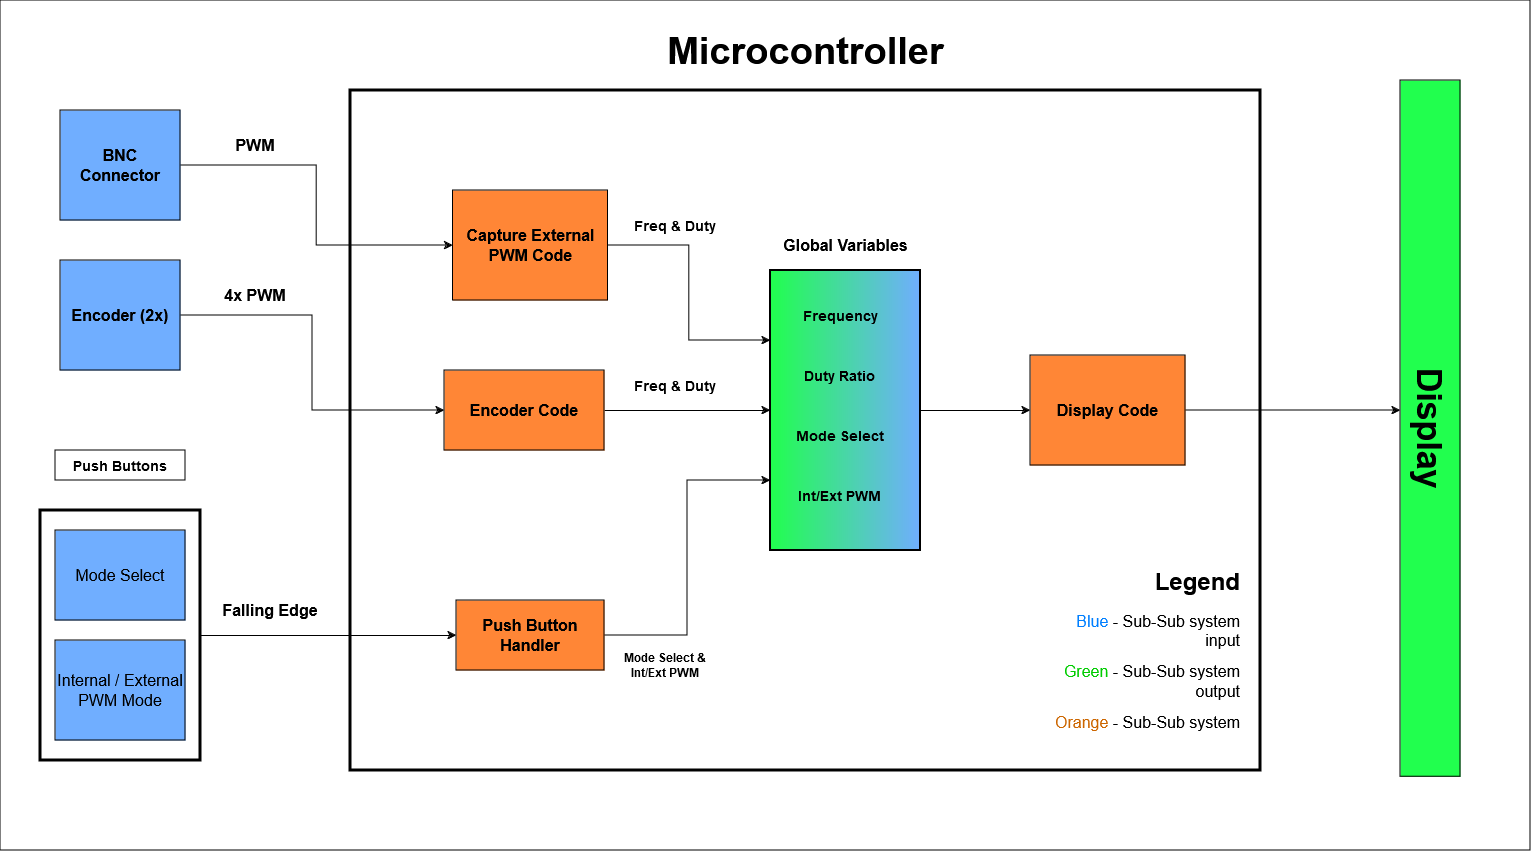 Microcontroller
BNC
Connector
PWM
Encoder (2x)
4x PWM
Push Buttons
Mode Select
Internal / External
PWM Mode
Falling Edge
Capture External
PWM Code
Freq & Duty
Encoder Code
Freq & Duty
Push Button
Handler
Mode Select &
Int/Ext PWM
Global Variables
Frequency
Duty Ratio
Mode Select
Int/Ext PWM
Display Code
Display
Legend
Blue - Sub-Sub system
input
Green - Sub-Sub system
output
Orange - Sub-Sub system